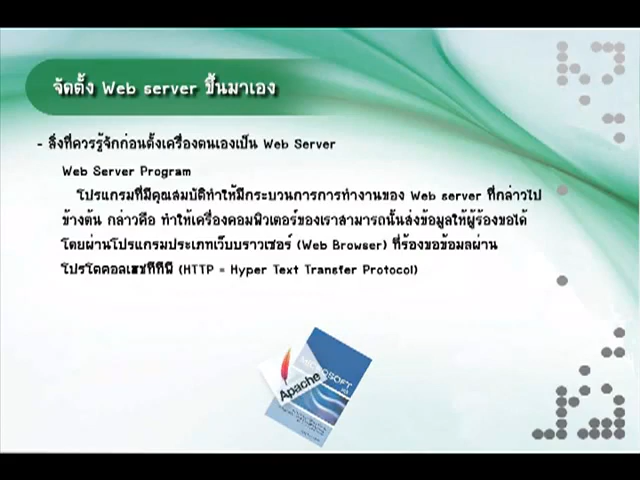 จัดตั้ง Web server ขึ้นมาเอง
- สิ่งที่ควรรู้จักก่อนตั้งเครื่องตนเองเป็น Web Server
Web Server Program
โปรแกรมที่มีคุณสมบัติทำให้มีกระบวนการการทำงานของ Web server ที่กล่าวไป
ข้างต้น กล่าวคือ ทำให้เครื่องคอมพิวเตอร์ของเราสามารถนั้นส่งข้อมูลให้ผู้ร้องขอได้
โดยผ่านโปรแกรมประเภทเว็บบราวเซอร์ (Web Browser) ที่ร้องขอข้อมูลผ่าน
โปรโตคอลเฮชทีทีพี (HTTP = Hyper Text Transfer Protocol)
MICROSOFT
Apache